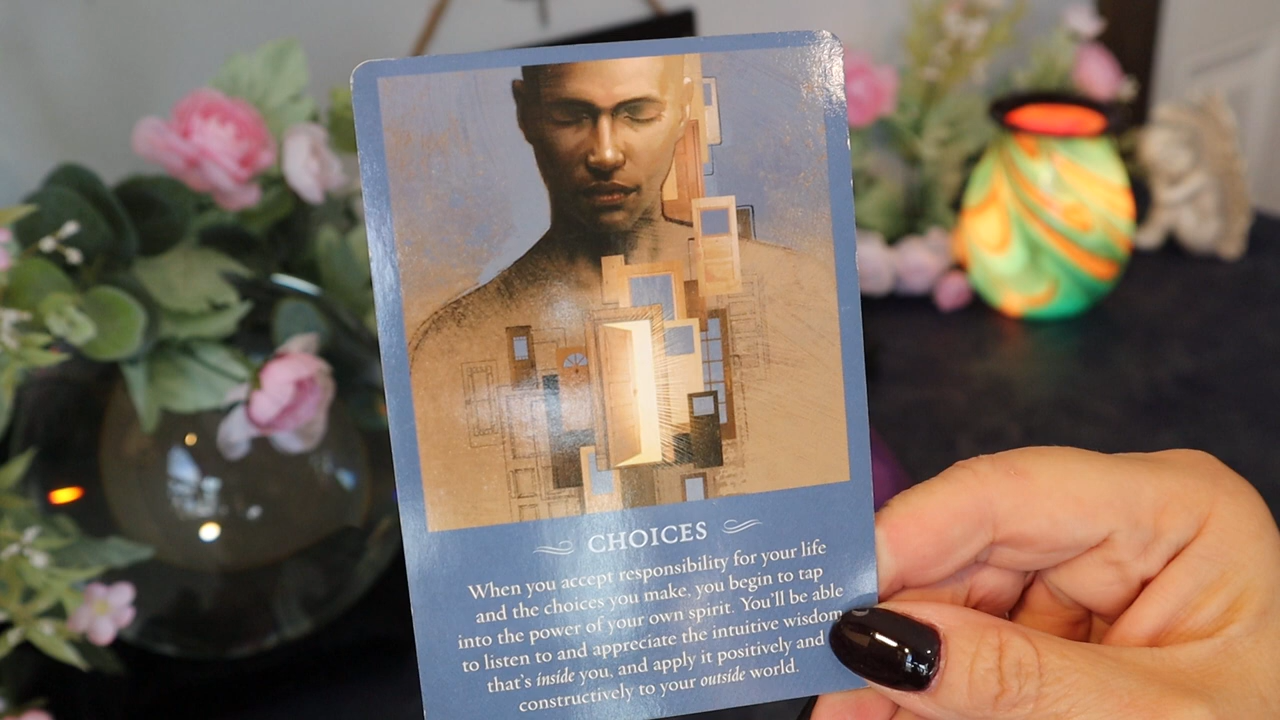 CHOICES
When you accept responsibility for your life
and the choices you make, you begin to tap
into the power of your own spirit. You'll be able
to listen to and appreciate the intuitive wisdom
that's inside you, and apply it positively and
constructively to your outside world.